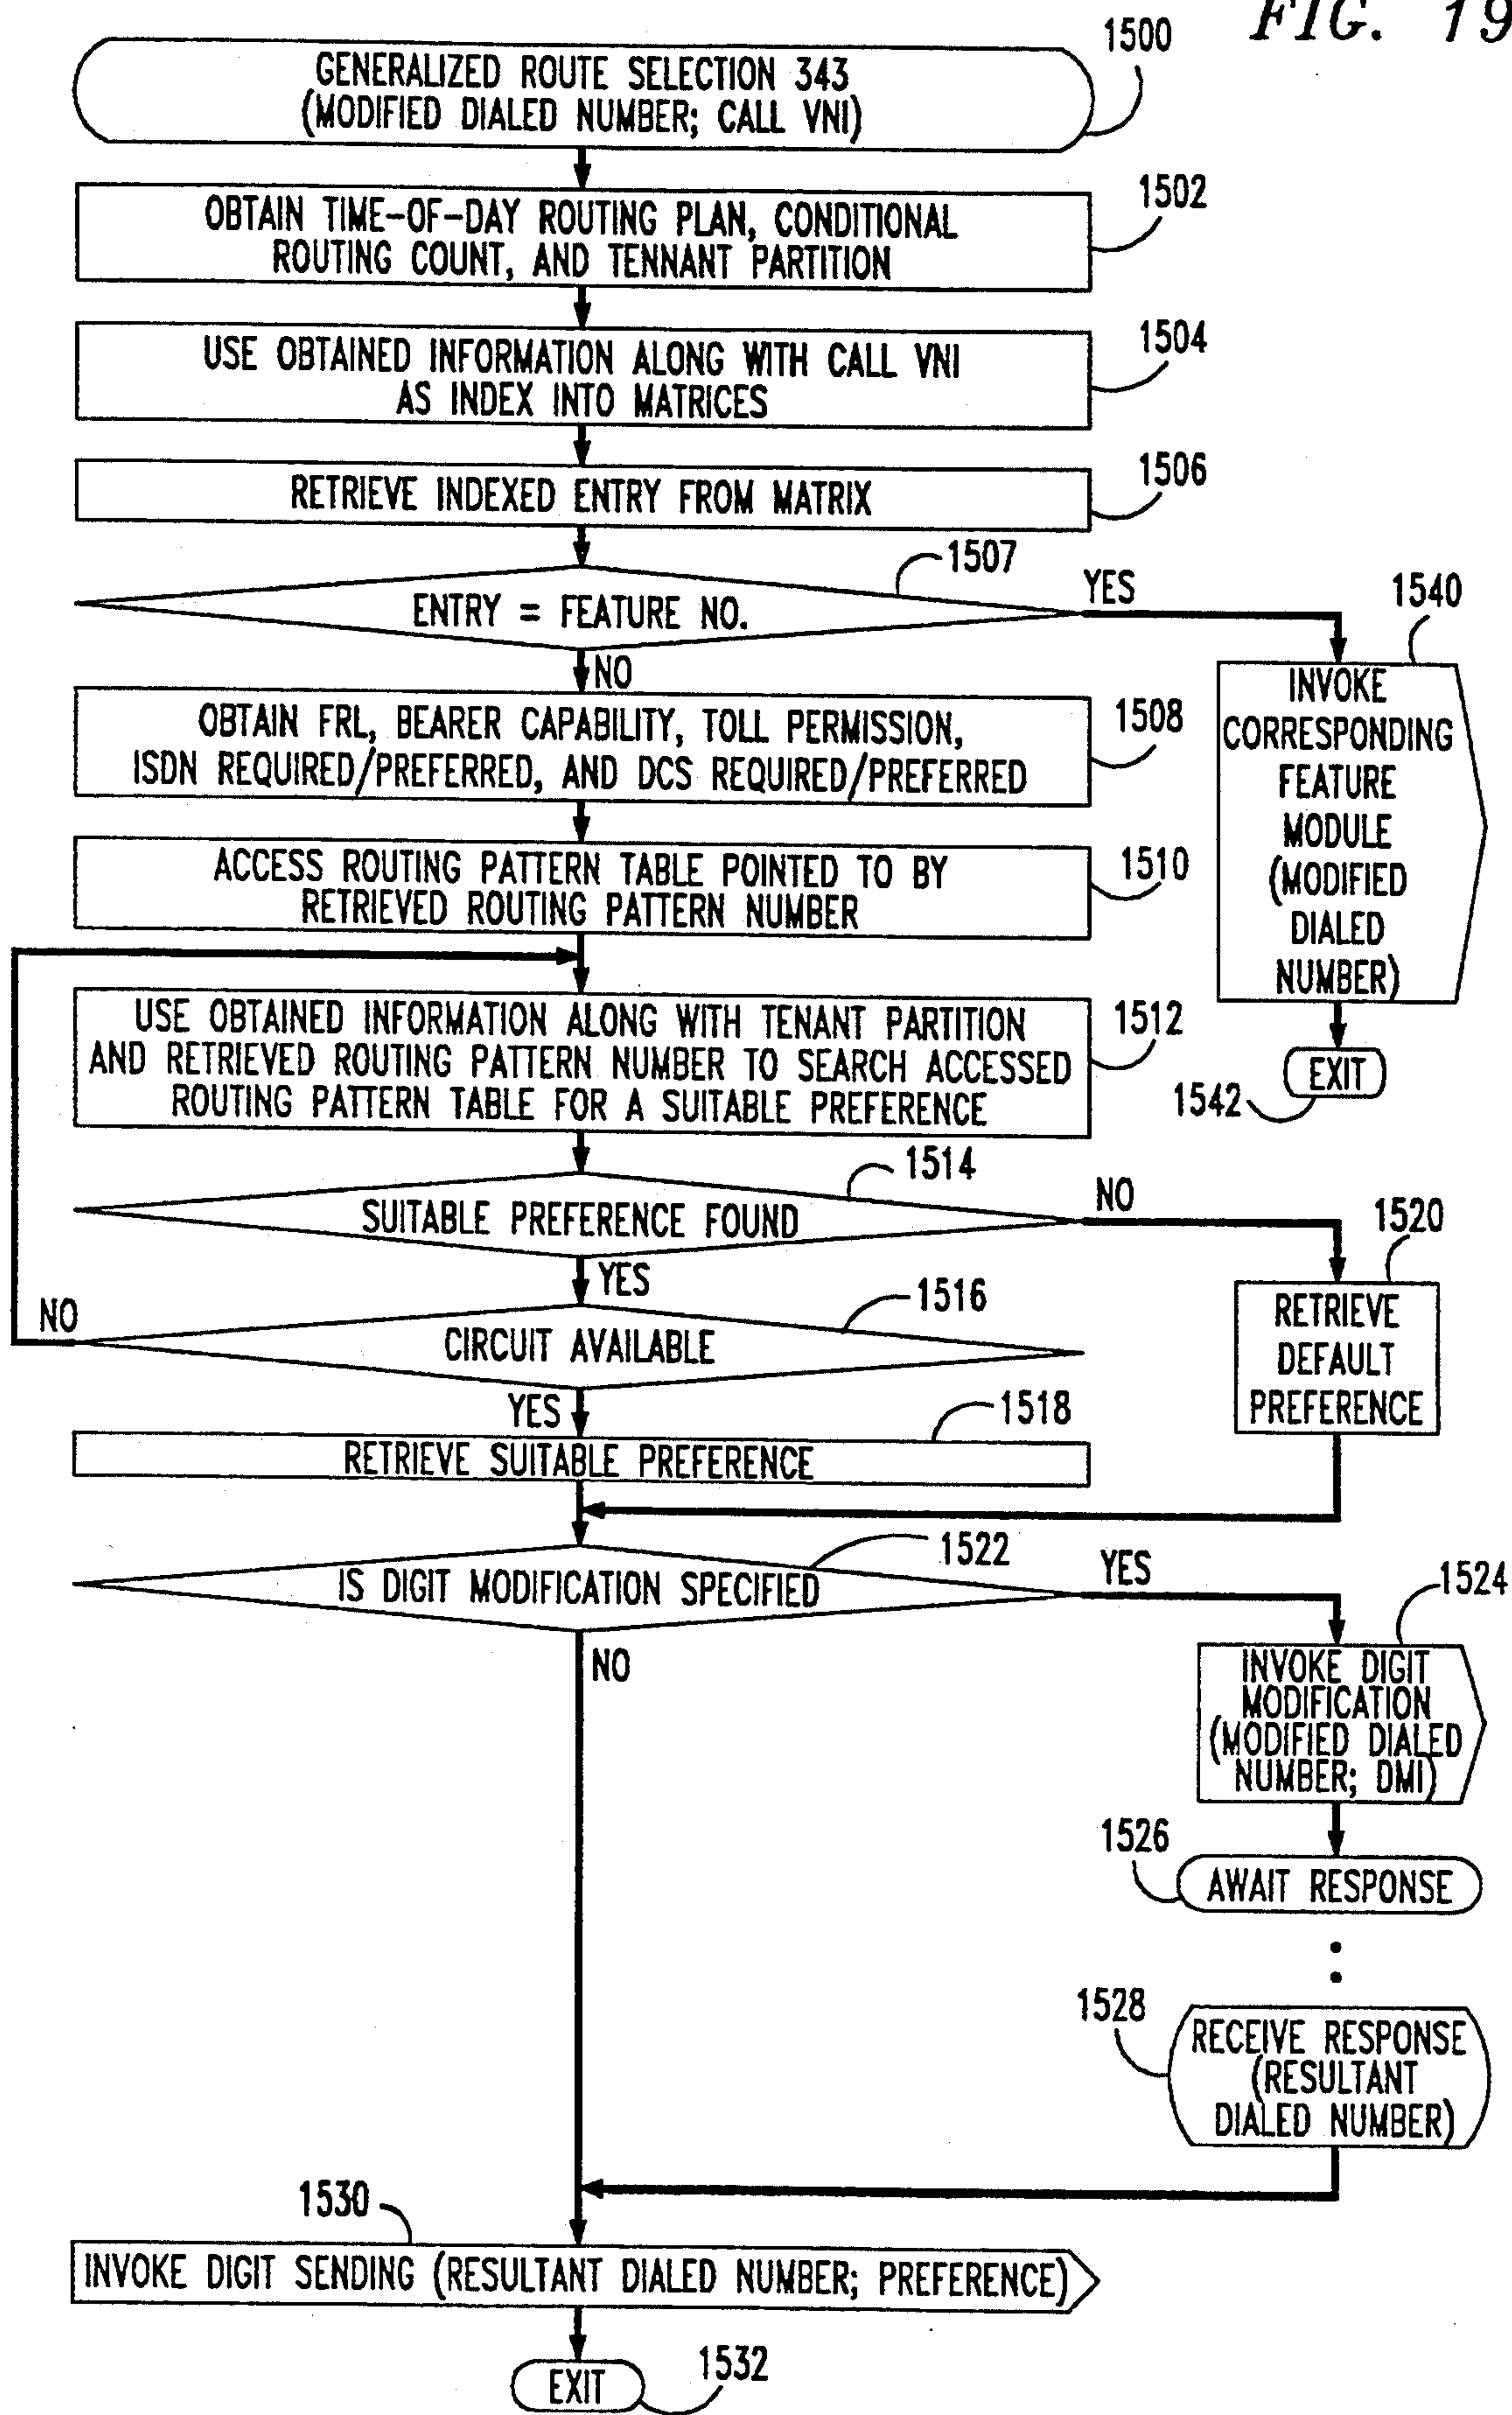 FIG. 19
1500
GENERALIZED ROUTE SELECTION 343
(MODIFIED DIALED NUMBER; CALL VNI)
1502
OBTAIN TIME-OF-DAY ROUTING PLAN, CONDITIONAL
ROUTING COUNT, AND TENNANT PARTITION
1504
USE OBTAINED INFORMATION ALONG WITH CALL VNI
AS INDEX INTO MATRICES
1506
RETRIEVE INDEXED ENTRY FROM MATRIX
1507
ENTRY = FEATURE NO.
YES
NO
1540
INVOKE
CORRESPONDING
FEATURE
MODULE
(MODIFIED
DIALED
NUMBER)
EXIT
1542
1508
OBTAIN FRL, BEARER CAPABILITY, TOLL PERMISSION,
ISDN REQUIRED/PREFERRED, AND DCS REQUIRED/PREFERRED
1510
ACCESS ROUTING PATTERN TABLE POINTED TO BY
RETRIEVED ROUTING PATTERN NUMBER
1512
USE OBTAINED INFORMATION ALONG WITH TENANT PARTITION
AND RETRIEVED ROUTING PATTERN NUMBER TO SEARCH ACCESSED
ROUTING PATTERN TABLE FOR A SUITABLE PREFERENCE
1514
SUITABLE PREFERENCE FOUND
NO
YES
1520
RETRIEVE
DEFAULT
PREFERENCE
1516
CIRCUIT AVAILABLE
NO
YES
1518
RETRIEVE SUITABLE PREFERENCE
1522
IS DIGIT MODIFICATION SPECIFIED
YES
NO
1524
INVOKE DIGIT
MODIFICATION
(MODIFIED DIALED
NUMBER; DMI)
1526
AWAIT RESPONSE
1528
RECEIVE RESPONSE
(RESULTANT
DIALED NUMBER)
1530
INVOKE DIGIT SENDING (RESULTANT DIALED NUMBER; PREFERENCE)
EXIT
1532